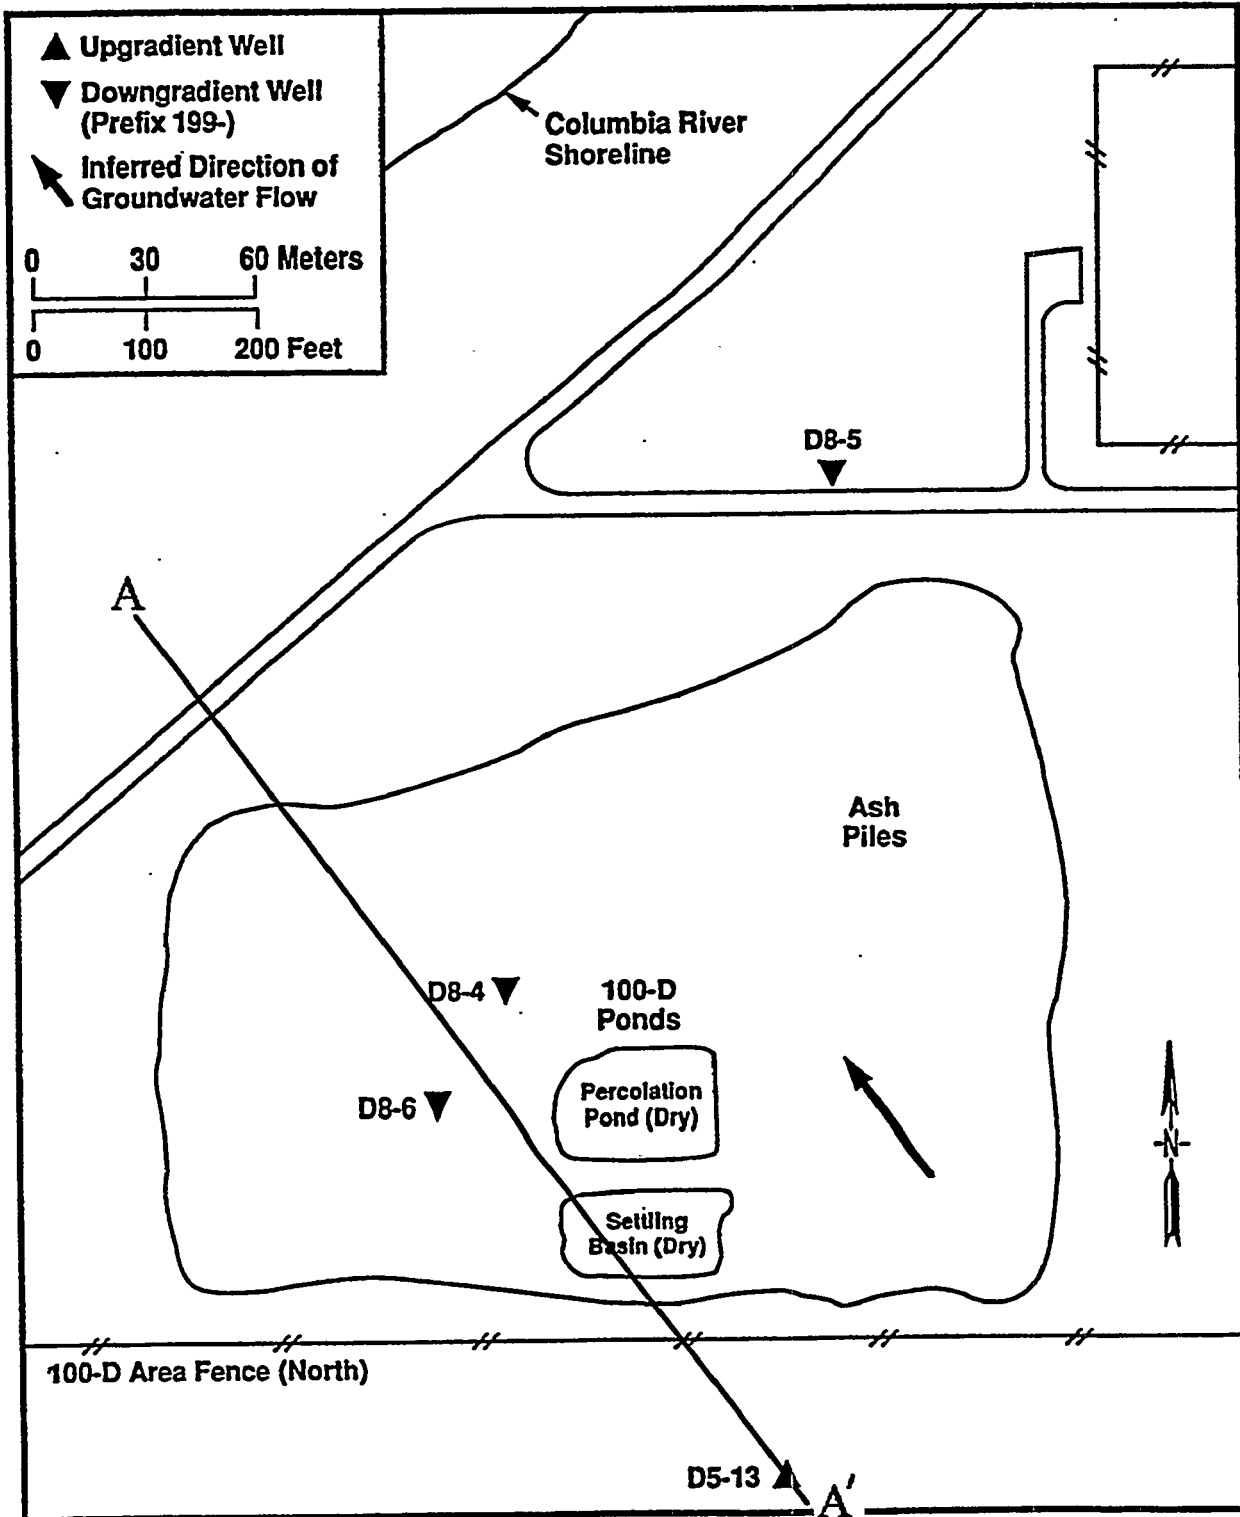 Upgradient Well
Downgradient Well
(Prefix 199-)
Inferred Direction of
Groundwater Flow
0 30 60 Meters
0 100 200 Feet
Columbia River
Shoreline
D8-5
A
Ash
Piles
D8-4
100-D
Ponds
Percolation
Pond (Dry)
D8-6
N
Settling
Basin (Dry)
100-D Area Fence (North)
D5-13
A'